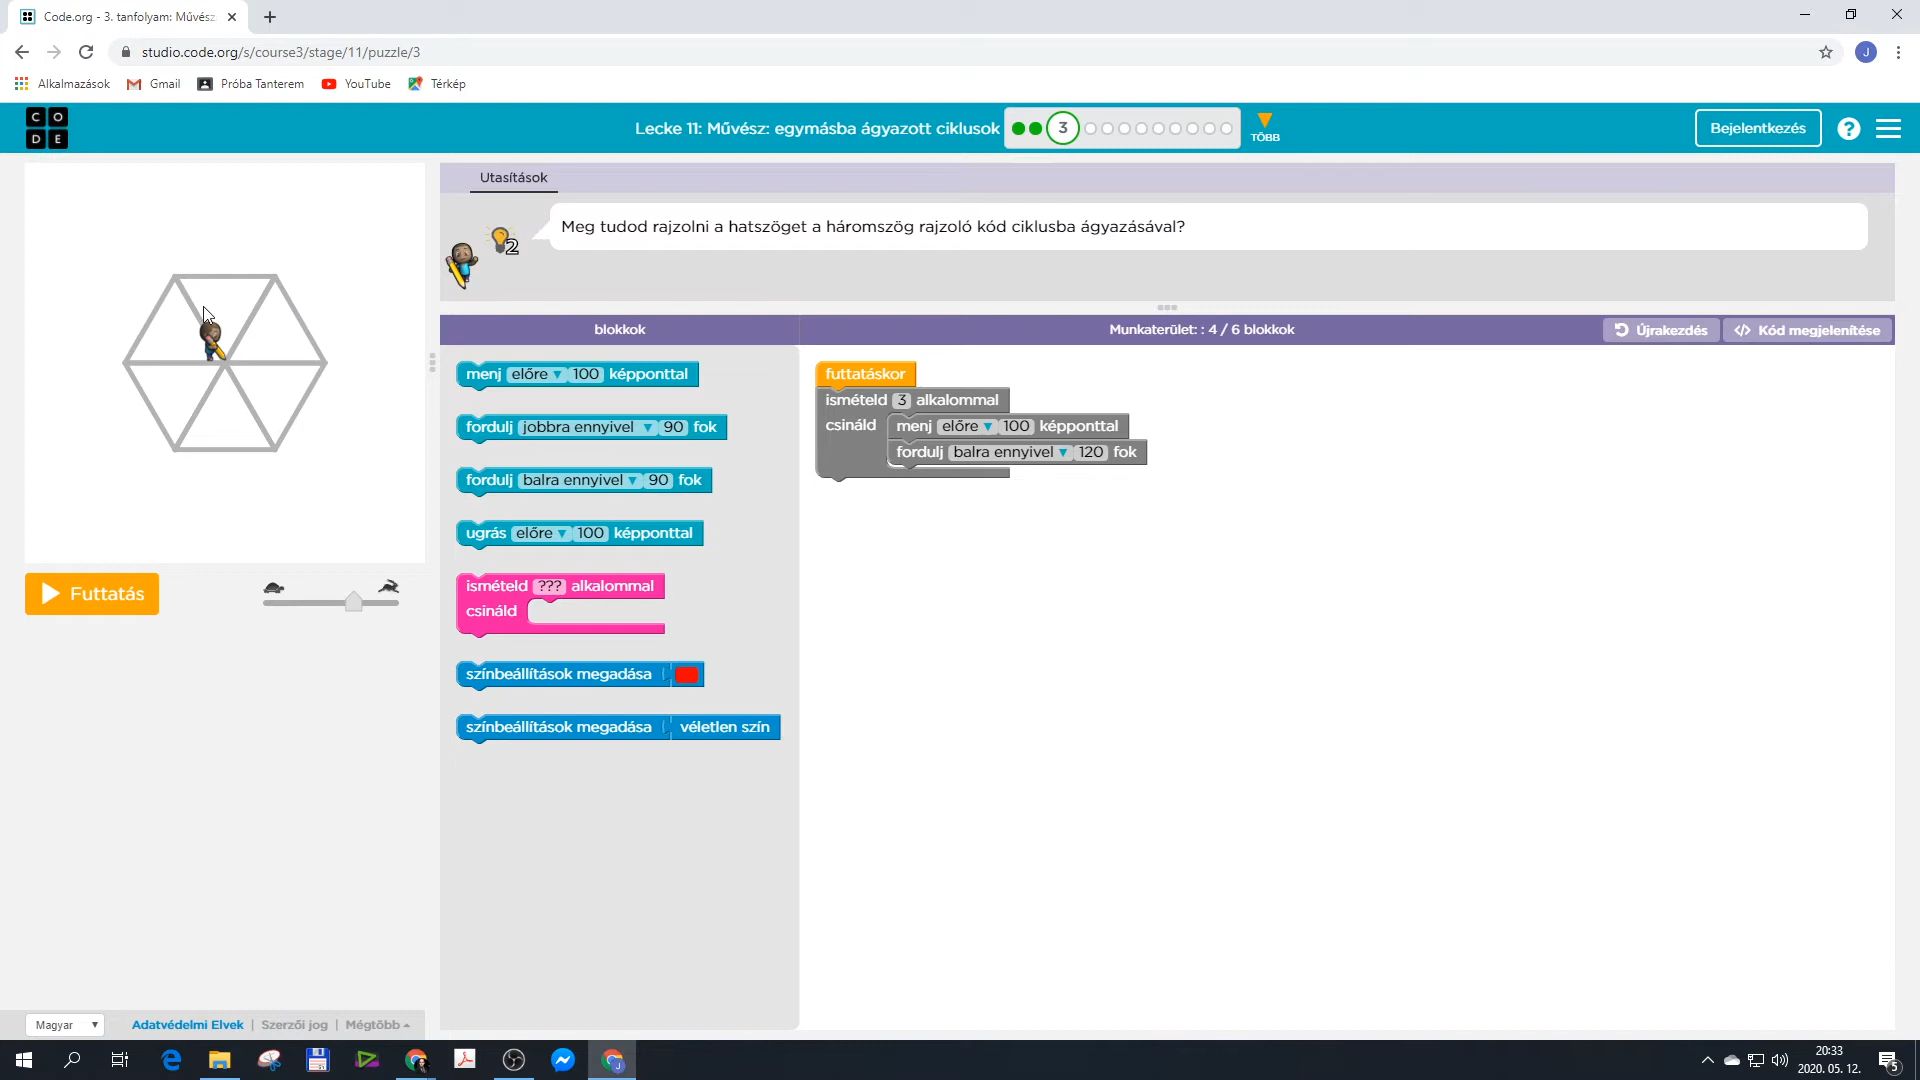 Code.org - 3. tanfolyam: Művész:
studio.code.org/s/course3/stage/11/puzzle/3
J
Alkalmazások
Gmail
Próba Tanterem
YouTube
Térkép
C O
D E
Lecke 11: Művész: egymásba ágyazott ciklusok
3
TÖBB
Bejelentkezés
?
Utasítások
2
Meg tudod rajzolni a hatszöget a háromszög rajzoló kód ciklusba ágyazásával?
blokkok
Munkaterület: : 4 / 6 blokkok
Újrakezdés
</> Kód megjelenítése
menj előre 100 képponttal
fordulj jobbra ennyivel 90 fok
fordulj balra ennyivel 90 fok
ugrás előre 100 képponttal
ismételd ??? alkalommal
csináld
színbeállítások megadása
színbeállítások megadása véletlen szín
futtatáskor
ismételd 3 alkalommal
csináld menj előre 100 képponttal
fordulj balra ennyivel 120 fok
Futtatás
Magyar
Adatvédelmi Elvek | Szerzői jog | Mégtöbb
20:33
2020. 05. 12.
5